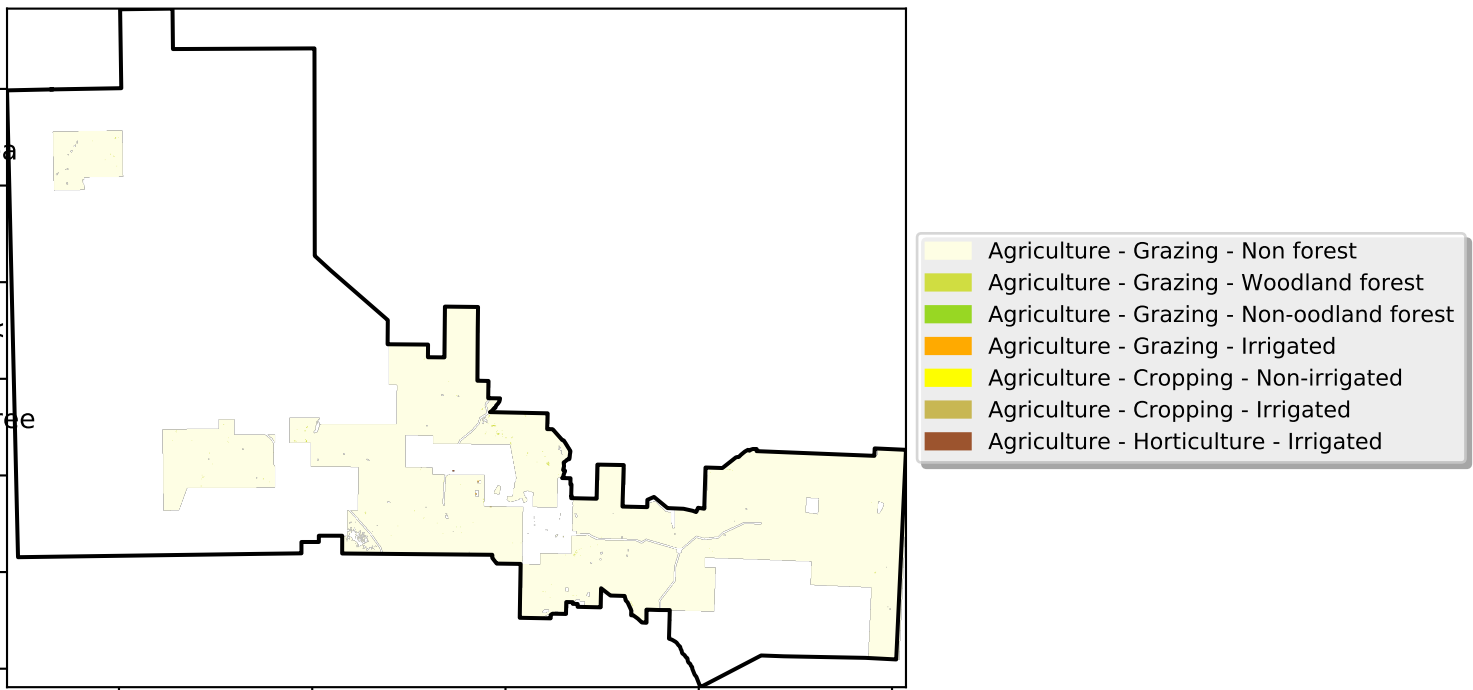 a
ree
Agriculture - Grazing - Non forest
Agriculture - Grazing - Woodland forest
Agriculture - Grazing - Non-oodland forest
Agriculture - Grazing - Irrigated
Agriculture - Cropping - Non-irrigated
Agriculture - Cropping - Irrigated
Agriculture - Horticulture - Irrigated